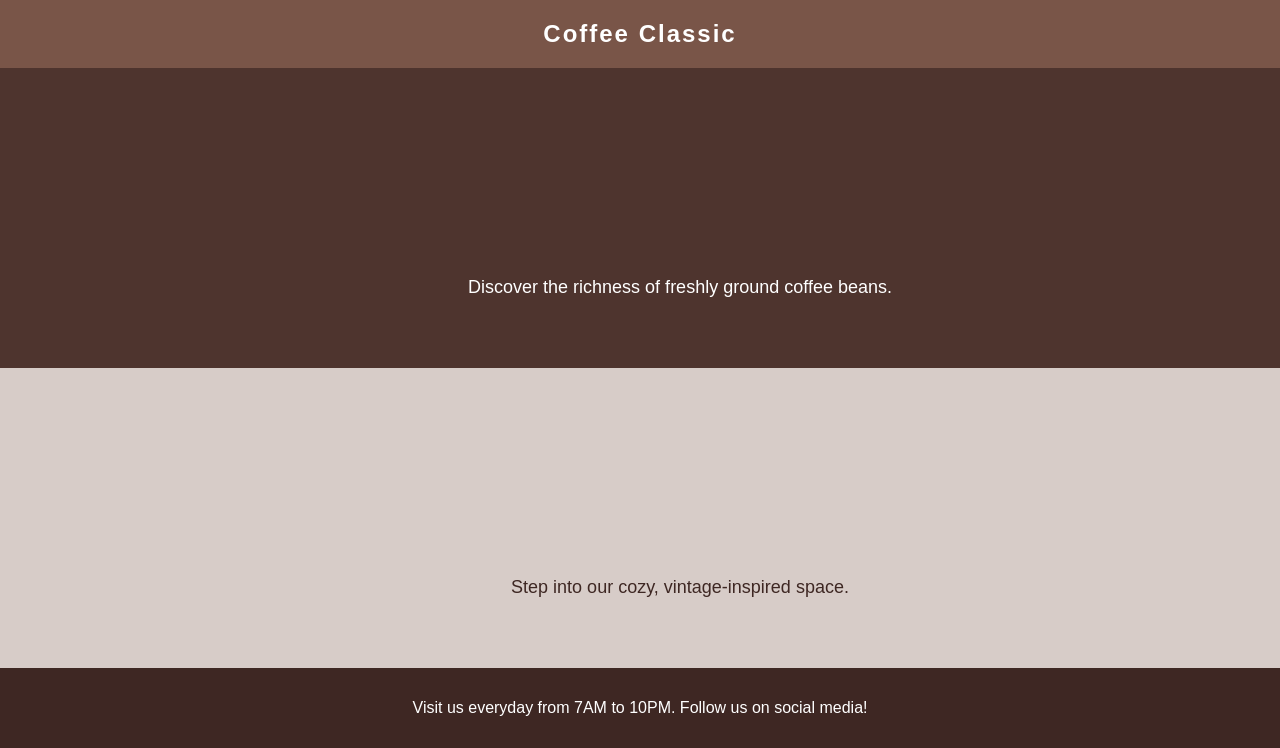 Coffee Classic
Discover the richness of freshly ground coffee beans.
Step into our cozy, vintage-inspired space.
Visit us everyday from 7AM to 10PM. Follow us on social media!